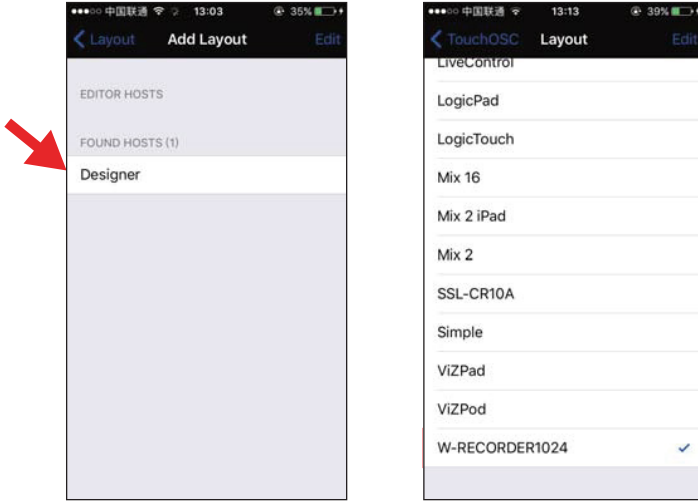 中国联通 13:03 35%
Layout Add Layout Edit
EDITOR HOSTS
FOUND HOSTS (1)
Designer
中国联通 13:13 39%
TouchOSC Layout Edit
LiveControl
LogicPad
LogicTouch
Mix 16
Mix 2 iPad
Mix 2
SSL-CR10A
Simple
ViZPad
ViZPod
W-RECORDER1024